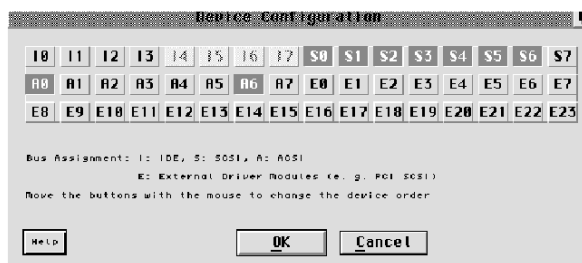 Device Configuration
I0 I1 I2 I3 I4 I5 I6 I7 S0 S1 S2 S3 S4 S5 S6 S7
A0 A1 A2 A3 A4 A5 A6 A7 E0 E1 E2 E3 E4 E5 E6 E7
E8 E9 E10 E11 E12 E13 E14 E15 E16 E17 E18 E19 E20 E21 E22 E23
Bus Assignment: I: IDE, S: SCSI, A: ACSI
E: External Driver Modules (e. g. PCI SCSI)
Move the buttons with the mouse to change the device order
Help OK Cancel